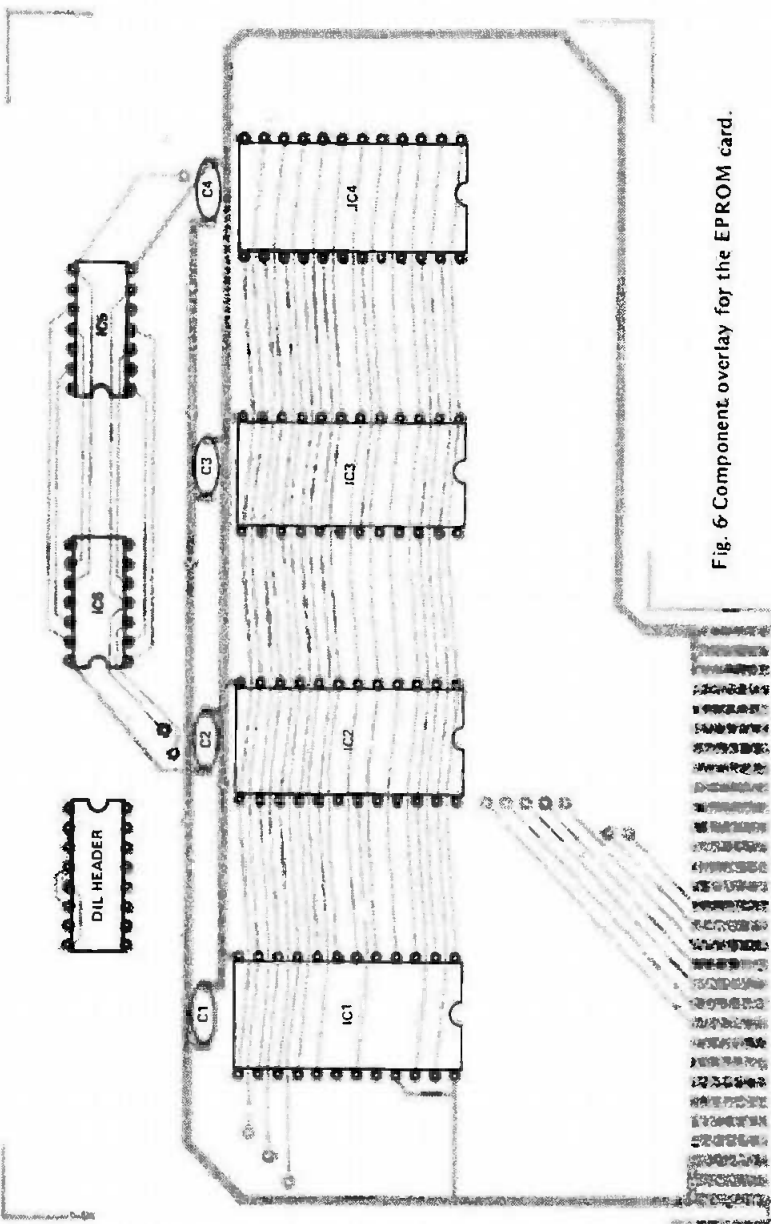 DIL HEADER
IC6
IC5
C1
C2
C3
C4
IC1
IC2
IC3
IC4
Fig. 6 Component overlay for the EPROM card.